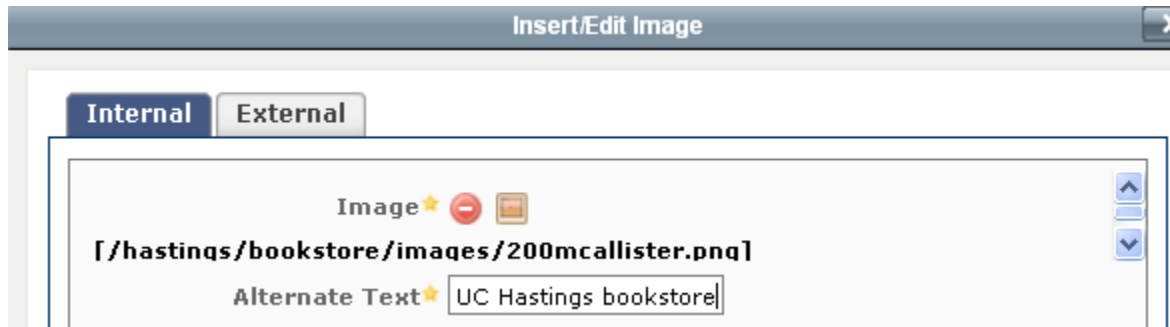 Insert/Edit Image
Internal External
Image
[/hastings/bookstore/images/200mcallister.png]
Alternate Text UC Hastings bookstore